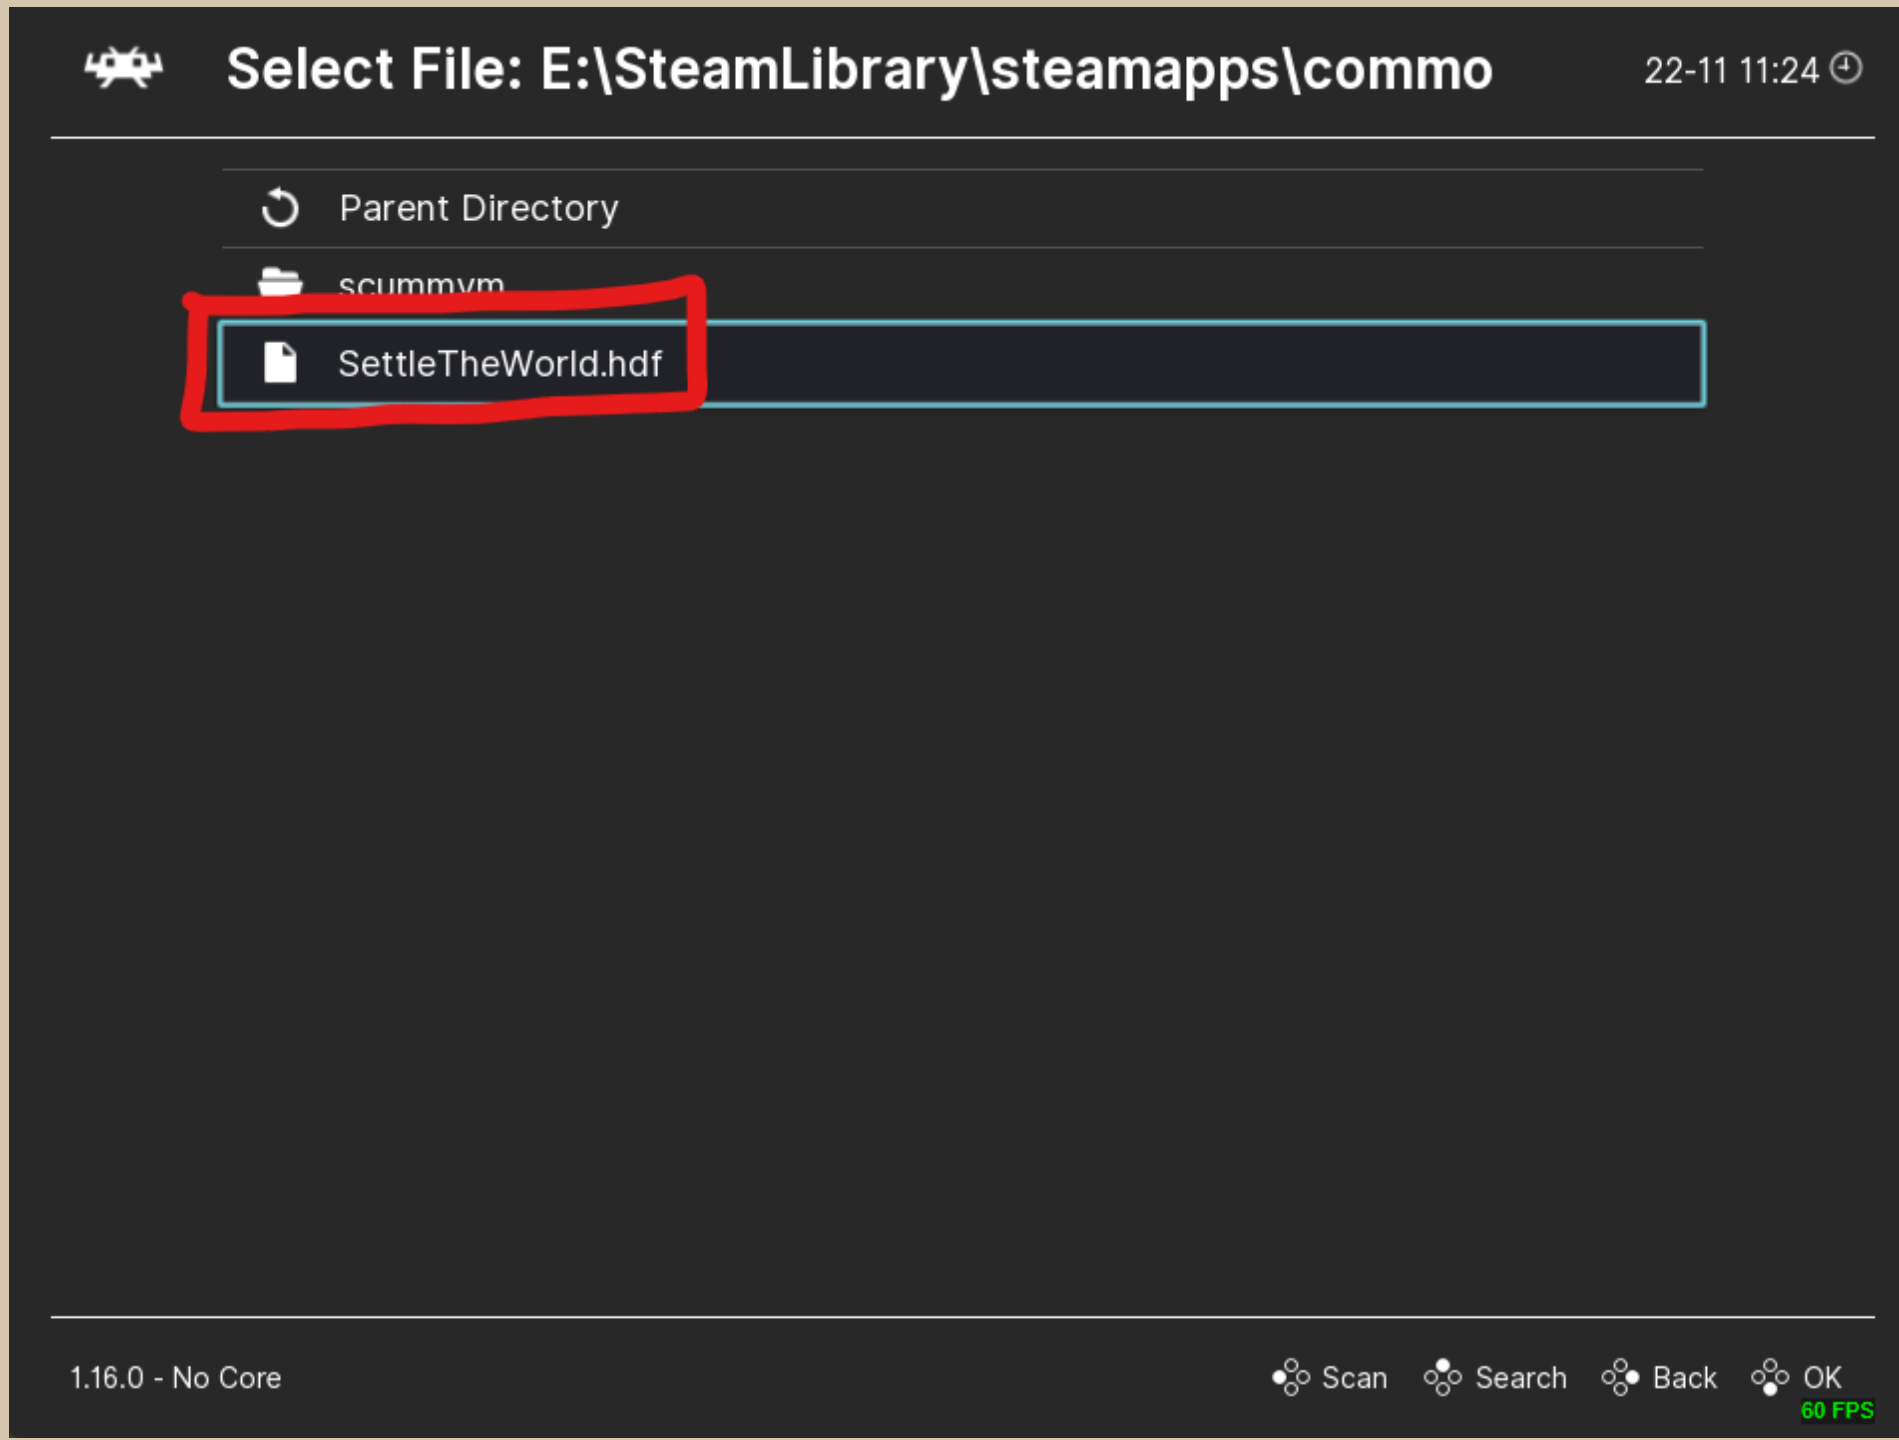 Select File: E:\SteamLibrary\steamapps\commo
22-11 11:24
Parent Directory
scummvm
SettleTheWorld.hdf
1.16.0 - No Core
Scan Search Back OK
60 FPS